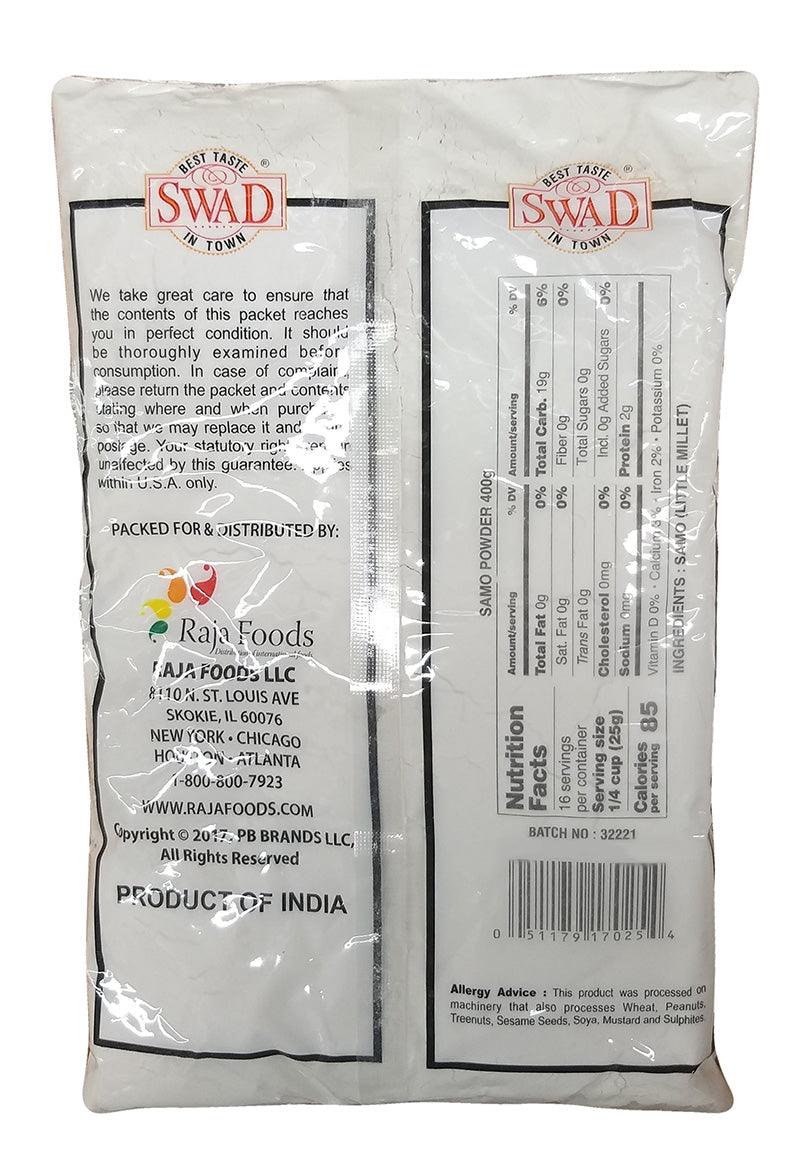 BEST TASTE ®
SWAD
IN TOWN
We take great care to ensure that
the contents of this packet reaches
you in perfect condition. It should
be thoroughly examined befor
consumption. In case of complain
please return the packet and contents
stating where and when purch
so that we may replace it and
postage. Your statutory righ
unaffected by this guarantee.
within U.S.A. only.
PACKED FOR & DISTRIBUTED BY:
Raja Foods
RAJA FOODS LLC
8110 N. ST. LOUIS AVE
SKOKIE, IL 60076
NEW YORK • CHICAGO
HOUSTON • ATLANTA
1-800-800-7923
WWW.RAJAFOODS.COM
Copyright © 2017, PB BRANDS LLC,
All Rights Reserved
PRODUCT OF INDIA
BEST TASTE ®
SWAD
IN TOWN
SAMO POWDER 400g
Nutrition
Facts
16 servings
per container
Serving size
1/4 cup (25g)
Calories 85
per serving
Amount/serving % DV
Total Fat 0g 0%
Sat. Fat 0g 0%
Trans Fat 0g
Cholesterol 0mg 0%
Sodium 0mg 0%
Amount/serving % DV
Total Carb. 19g 6%
Fiber 0g 0%
Total Sugars 0g
Incl. 0g Added Sugars 0%
Protein 2g
Vitamin D 0% • Calcium • Iron 2% • Potassium 0%
INGREDIENTS : SAMO (LITTLE MILLET)
BATCH NO : 32221
0 51179 17025 4
Allergy Advice : This product was processed on
machinery that also processes Wheat, Peanuts,
Treenuts, Sesame Seeds, Soya, Mustard and Sulphites.